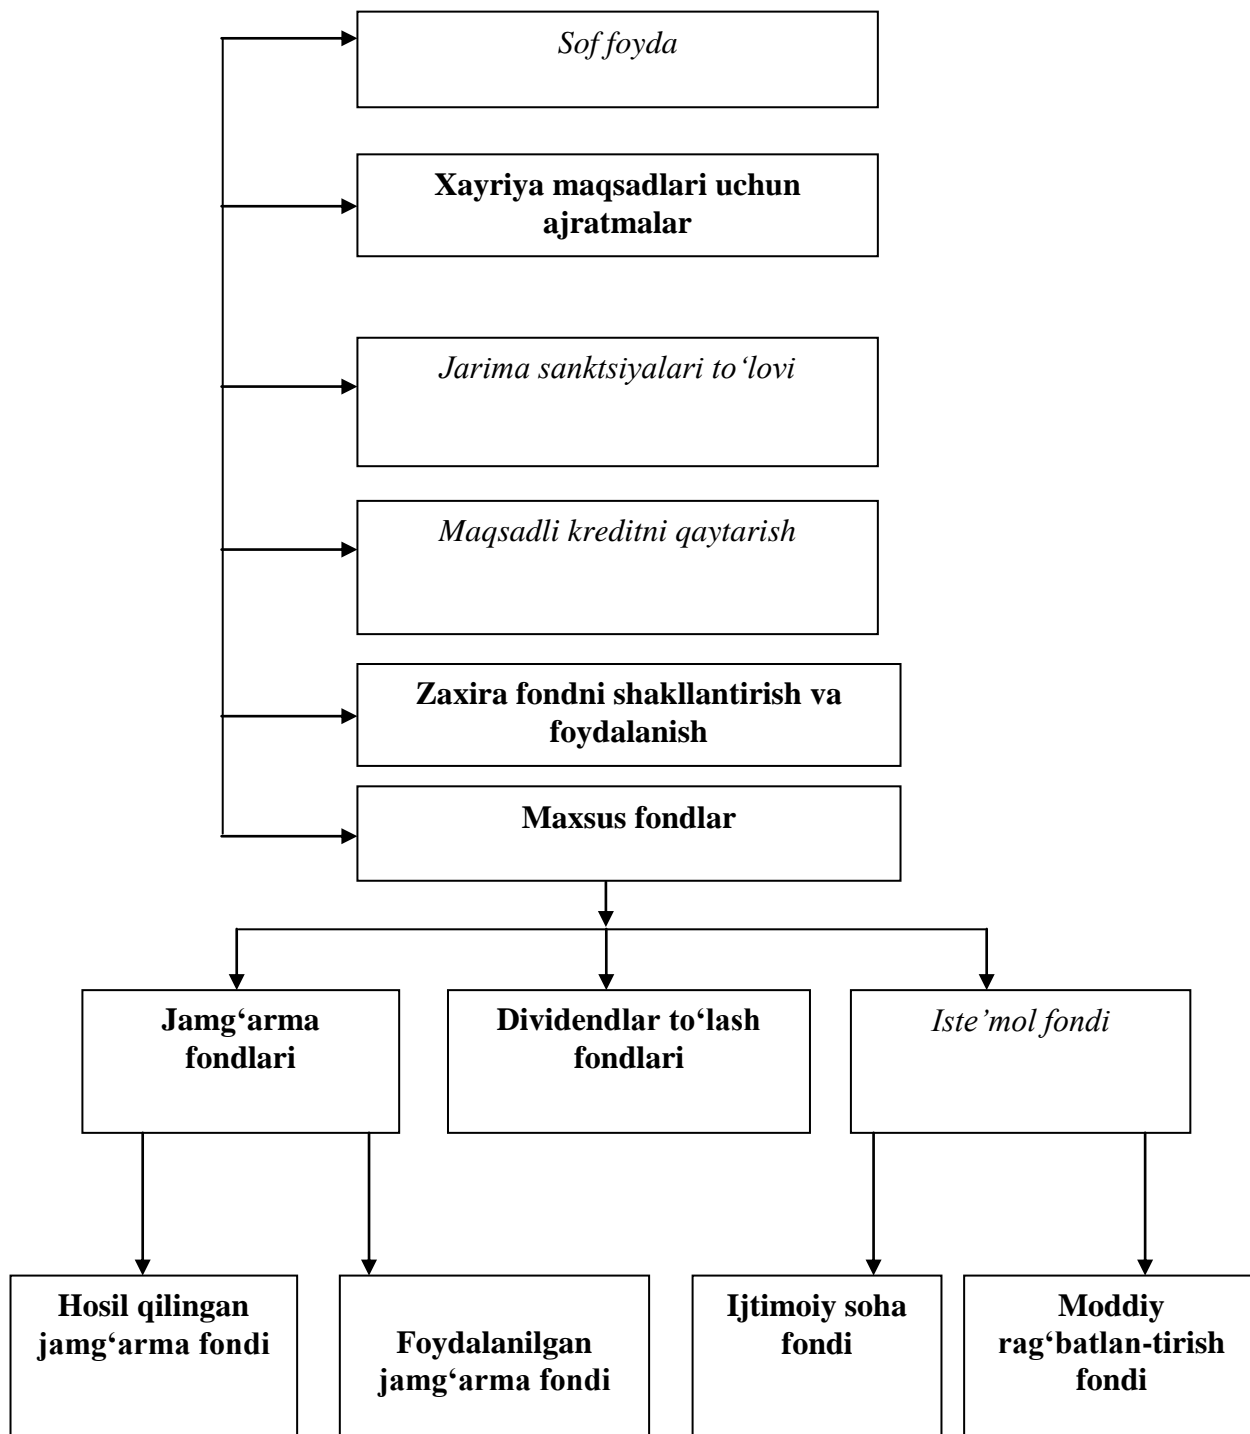 Sof foyda
Xayriya maqsadlari uchun
ajratmalar
Jarima sanktsiyalari to‘lovi
Maqsadli kreditni qaytarish
Zaxira fondni shakllantirish va
foydalanish
Maxsus fondlar
Jamg‘arma
fondlari
Dividendlar to‘lash
fondlari
Iste’mol fondi
Hosil qilingan
jamg‘arma fondi
Foydalanilgan
jamg‘arma fondi
Ijtimoiy soha
fondi
Moddiy
rag‘batlan-tirish
fondi